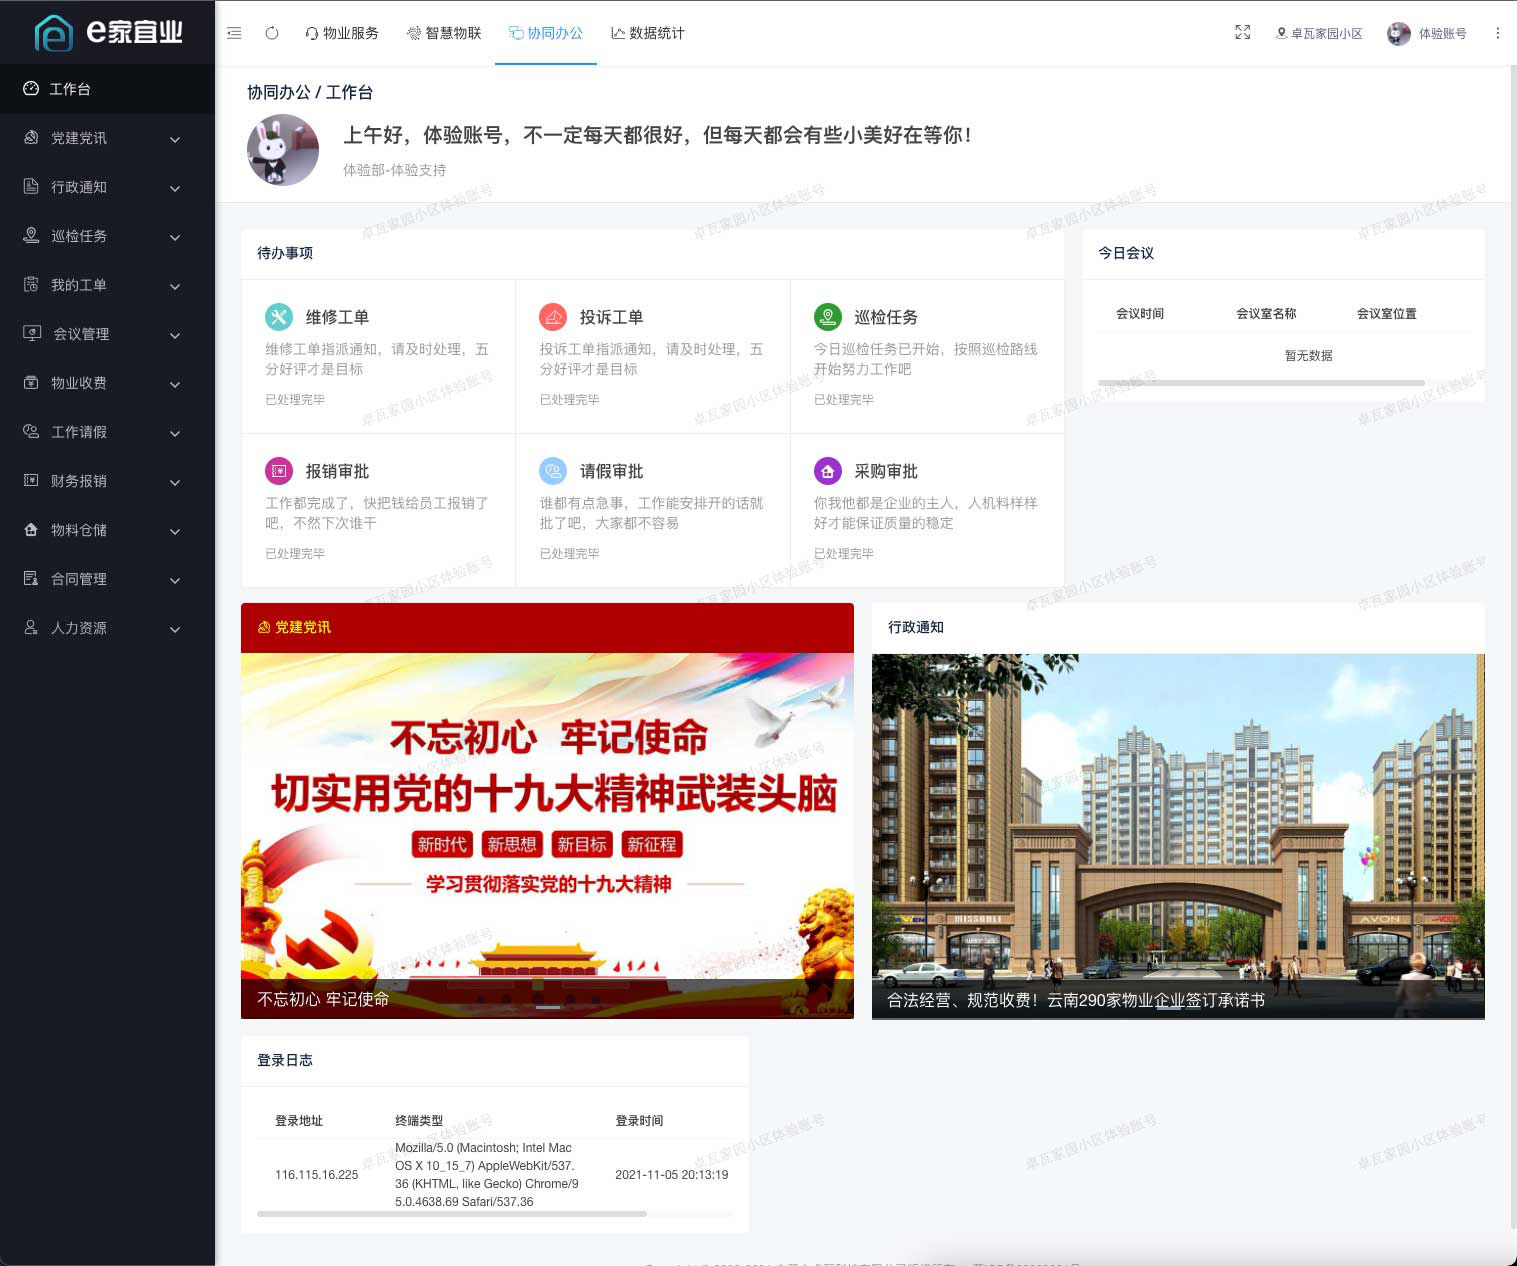 e家宜业
物业服务
智慧物联
协同办公
数据统计
卓瓦家园小区
体验账号
工作台
党建党讯
行政通知
巡检任务
我的工单
会议管理
物业收费
工作请假
财务报销
物料仓储
合同管理
人力资源
协同办公 / 工作台
上午好，体验账号，不一定每天都很好，但每天都会有些小美好在等你！
体验部-体验支持
待办事项
维修工单
维修工单指派通知，请及时处理，五
分好评才是目标
已处理完毕
投诉工单
投诉工单指派通知，请及时处理，五
分好评才是目标
已处理完毕
巡检任务
今日巡检任务已开始，按照巡检路线
开始努力工作吧
已处理完毕
报销审批
工作都完成了，快把钱给员工报销了
吧，不然下次谁干
已处理完毕
请假审批
谁都有点急事，工作能安排开的话就
批了吧，大家都不容易
已处理完毕
采购审批
你我他都是企业的主人，人机料样样
好才能保证质量的稳定
已处理完毕
今日会议
会议时间 会议室名称 会议室位置
暂无数据
党建党讯
不忘初心 牢记使命
切实用党的十九大精神武装头脑
新时代 新思想 新目标 新征程
学习贯彻落实党的十九大精神
不忘初心 牢记使命
行政通知
MISSONLI
AVON
合法经营、规范收费！云南290家物业企业签订承诺书
登录日志
登录地址 终端类型 登录时间
116.115.16.225
Mozilla/5.0 (Macintosh; Intel Mac
OS X 10_15_7) AppleWebKit/537.
36 (KHTML, like Gecko) Chrome/9
5.0.4638.69 Safari/537.36
2021-11-05 20:13:19
卓瓦家园小区体验账号